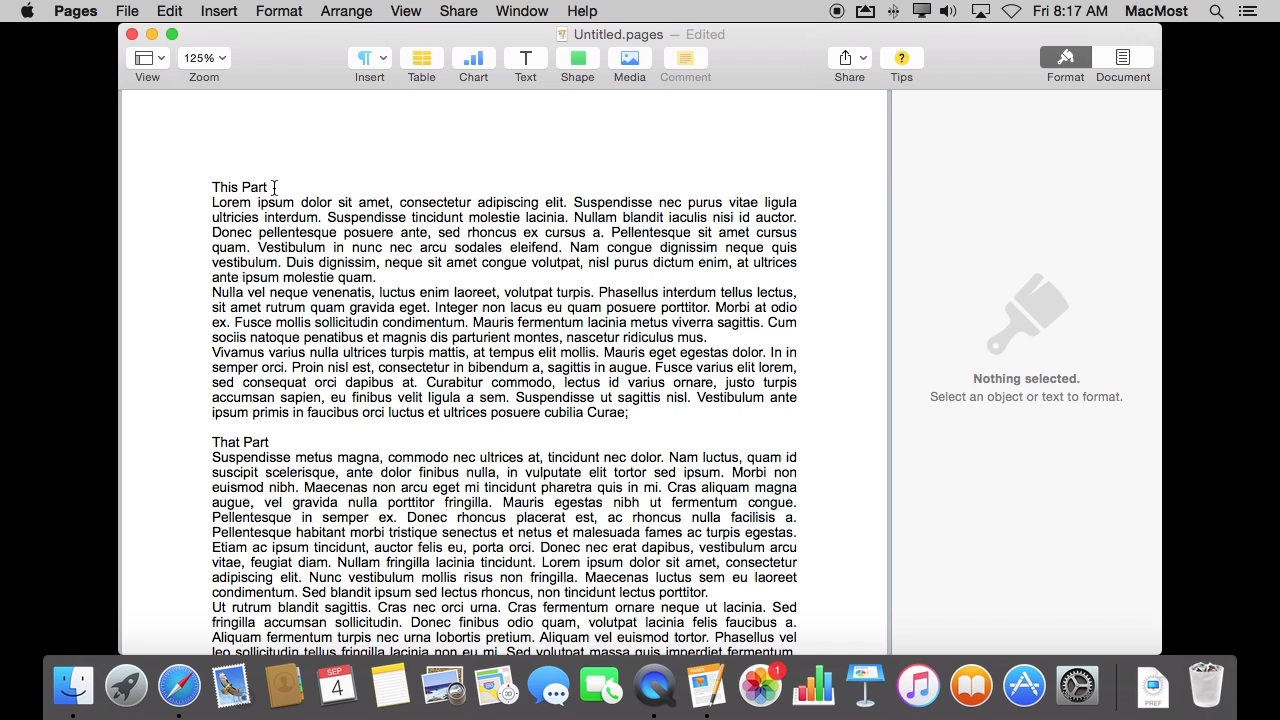 Pages File Edit Insert Format Arrange View Share Window Help Fri 8:17 AM MacMost
Untitled.pages — Edited
125%
View Zoom Insert Table Chart Text Shape Media Comment Share Tips Format Document
This Part
Lorem ipsum dolor sit amet, consectetur adipiscing elit. Suspendisse nec purus vitae ligula
ultricies interdum. Suspendisse tincidunt molestie lacinia. Nullam blandit iaculis nisi id auctor.
Donec pellentesque posuere ante, sed rhoncus ex cursus a. Pellentesque sit amet cursus
quam. Vestibulum in nunc nec arcu sodales eleifend. Nam congue dignissim neque quis
vestibulum. Duis dignissim, neque sit amet congue volutpat, nisl purus dictum enim, at ultrices
ante ipsum molestie quam.
Nulla vel neque venenatis, luctus enim laoreet, volutpat turpis. Phasellus interdum tellus lectus,
sit amet rutrum quam gravida eget. Integer non lacus eu quam posuere porttitor. Morbi at odio
ex. Fusce mollis sollicitudin condimentum. Mauris fermentum lacinia metus viverra sagittis. Cum
sociis natoque penatibus et magnis dis parturient montes, nascetur ridiculus mus.
Vivamus varius nulla ultrices turpis mattis, at tempus elit mollis. Mauris eget egestas dolor. In in
semper orci. Proin nisl est, consectetur in bibendum a, sagittis in augue. Fusce varius elit lorem,
sed consequat orci dapibus at. Curabitur commodo, lectus id varius ornare, justo turpis
accumsan sapien, eu finibus velit ligula a sem. Suspendisse ut sagittis nisl. Vestibulum ante
ipsum primis in faucibus orci luctus et ultrices posuere cubilia Curae;
That Part
Suspendisse metus magna, commodo nec ultrices at, tincidunt nec dolor. Nam luctus, quam id
suscipit scelerisque, ante dolor finibus nulla, in vulputate elit tortor sed ipsum. Morbi non
euismod nibh. Maecenas non arcu eget mi tincidunt pharetra quis in mi. Cras aliquam magna
augue, vel gravida nulla porttitor fringilla. Mauris egestas nibh ut fermentum congue.
Pellentesque in semper ex. Donec rhoncus placerat est, ac rhoncus nulla facilisis a.
Pellentesque habitant morbi tristique senectus et netus et malesuada fames ac turpis egestas.
Etiam ac ipsum tincidunt, auctor felis eu, porta orci. Donec nec erat dapibus, vestibulum arcu
vitae, feugiat diam. Nullam fringilla lacinia tincidunt. Lorem ipsum dolor sit amet, consectetur
adipiscing elit. Nunc vestibulum mollis risus non fringilla. Maecenas luctus sem eu laoreet
condimentum. Sed blandit ipsum sed lectus rhoncus, non tincidunt lectus porttitor.
Ut rutrum blandit sagittis. Cras nec orci urna. Cras fermentum ornare neque ut lacinia. Sed
fringilla accumsan sollicitudin. Donec finibus odio quam, volutpat lacinia felis faucibus a.
Aliquam fermentum turpis nec urna lobortis pretium. Aliquam vel euismod tortor. Phasellus vel
leo sollicitudin tellus fringilla lacinia non eu mi. Sed volutpat massa quis imperdiet fermentum.
Nothing selected.
Select an object or text to format.
SEP
4
1
PREF